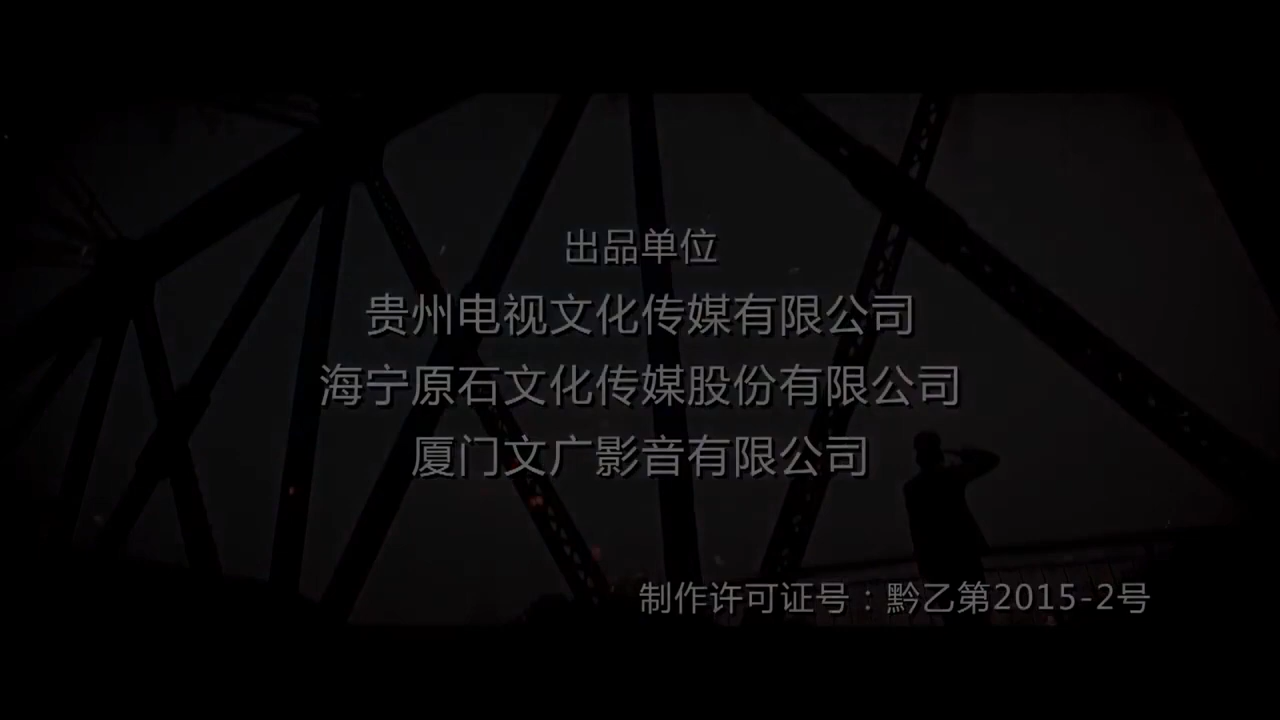 出品单位
贵州电视文化传媒有限公司
海宁原石文化传媒股份有限公司
厦门文广影音有限公司
制作许可证号：黔乙第2015-2号